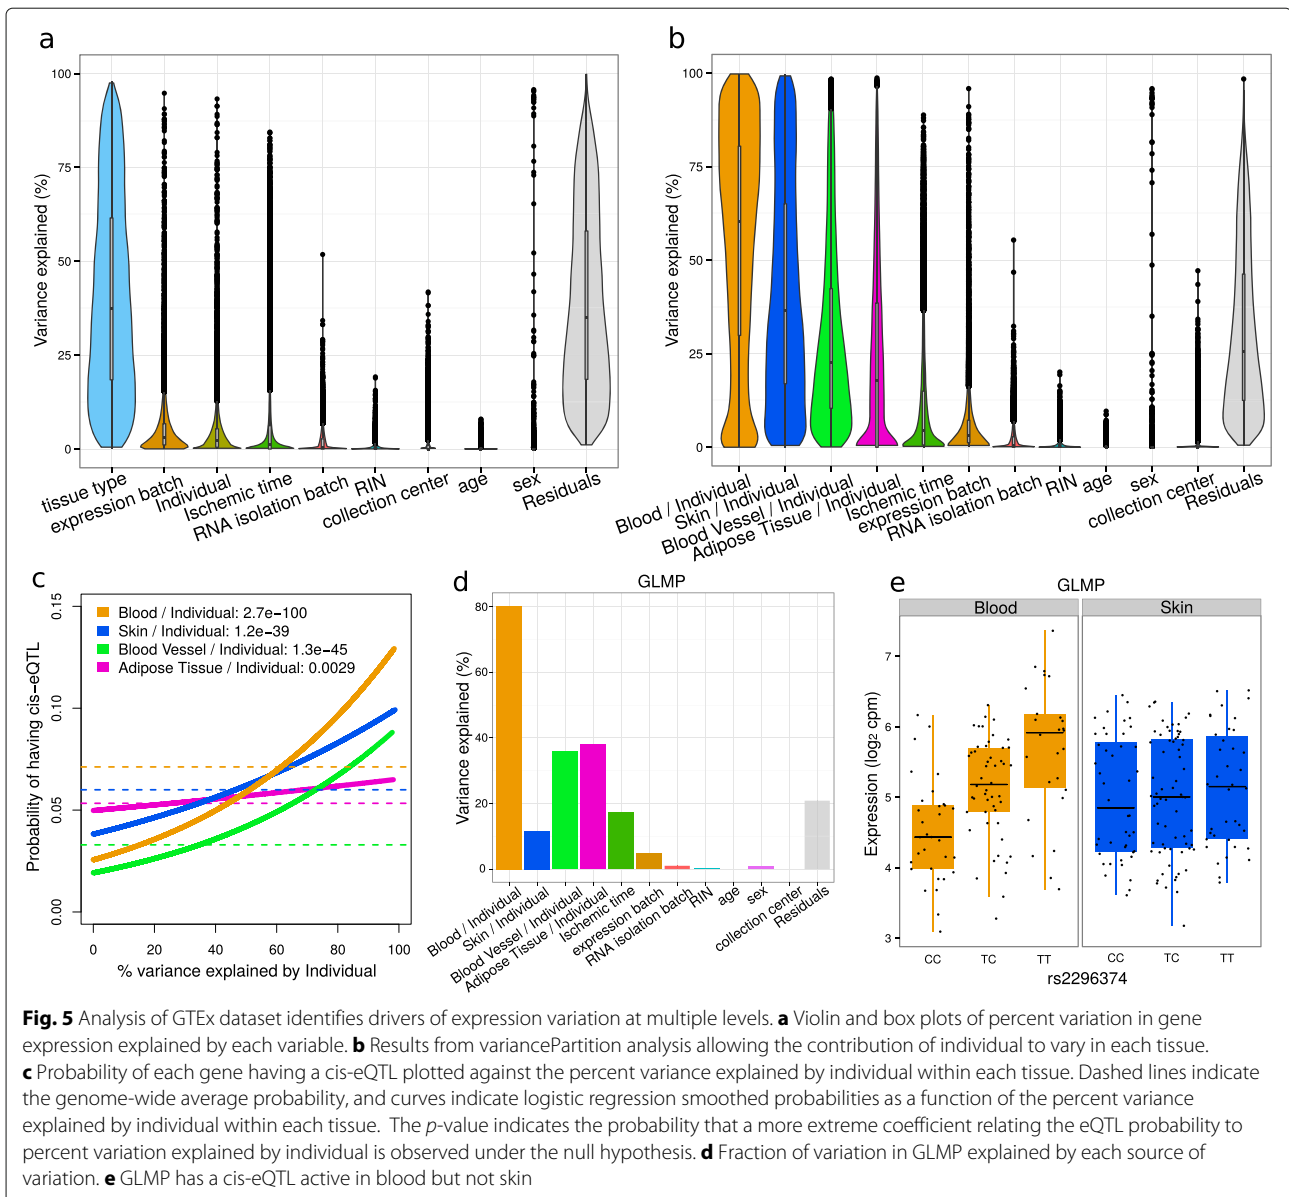 a
100
75
50
25
0
Variance explained (%)
tissue type
expression batch
Individual
Ischemic time
RNA isolation batch
RIN
collection center
age
sex
Residuals
b
100
75
50
25
0
Variance explained (%)
Blood / Individual
Skin / Individual
Blood Vessel / Individual
Adipose Tissue / Individual
Ischemic time
expression batch
RNA isolation batch
RIN
age
sex
collection center
Residuals
c
Blood / Individual: 2.7e−100
Skin / Individual: 1.2e−39
Blood Vessel / Individual: 1.3e−45
Adipose Tissue / Individual: 0.0029
0.15
0.10
0.05
0.00
Probability of having cis−eQTL
0 20 40 60 80 100
% variance explained by Individual
d
GLMP
80
60
40
20
0
Variance explained (%)
Blood / Individual
Skin / Individual
Blood Vessel / Individual
Adipose Tissue / Individual
Ischemic time
expression batch
RNA isolation batch
RIN
age
sex
collection center
Residuals
e
GLMP
Blood Skin
7
6
5
4
3
Expression (log₂ cpm)
CC TC TT CC TC TT
rs2296374
Fig. 5 Analysis of GTEx dataset identifies drivers of expression variation at multiple levels. a Violin and box plots of percent variation in gene
expression explained by each variable. b Results from variancePartition analysis allowing the contribution of individual to vary in each tissue.
c Probability of each gene having a cis-eQTL plotted against the percent variance explained by individual within each tissue. Dashed lines indicate
the genome-wide average probability, and curves indicate logistic regression smoothed probabilities as a function of the percent variance
explained by individual within each tissue. The p-value indicates the probability that a more extreme coefficient relating the eQTL probability to
percent variation explained by individual is observed under the null hypothesis. d Fraction of variation in GLMP explained by each source of
variation. e GLMP has a cis-eQTL active in blood but not skin